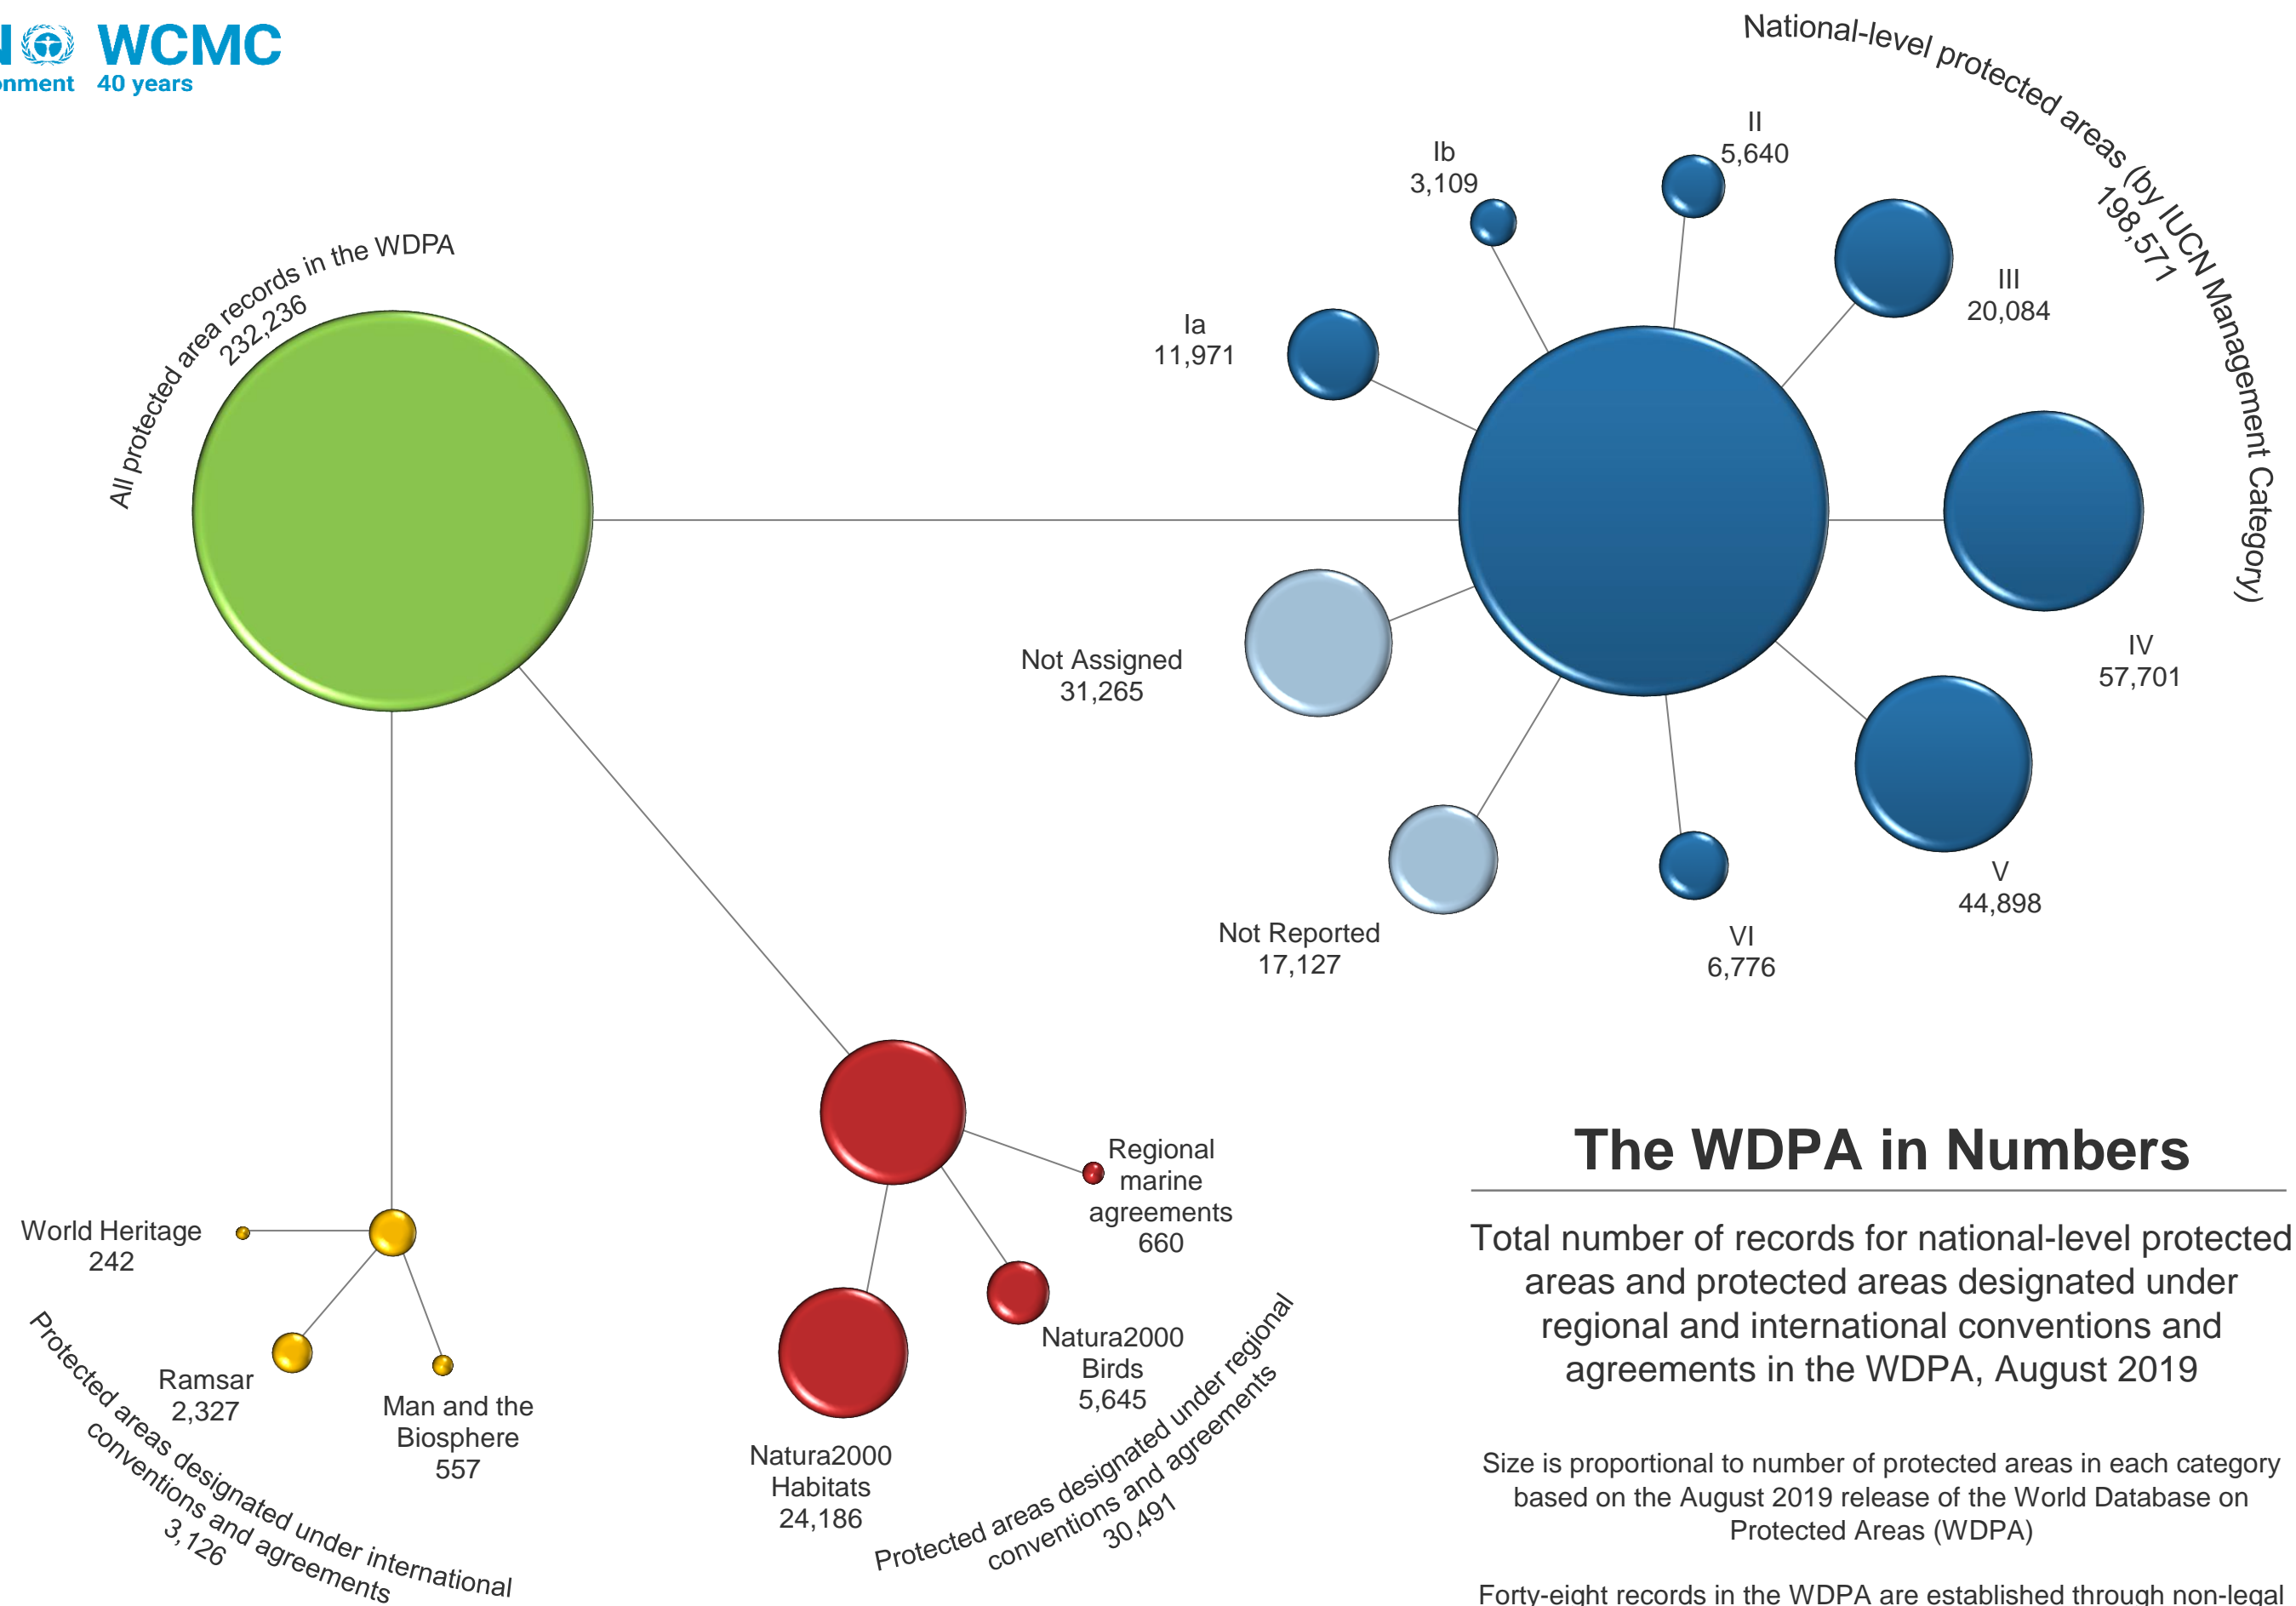 WCMC
40 years
All protected area records in the WDPA
232,236
National-level protected areas (by IUCN Management Category)
198,571
Ia
11,971
Ib
3,109
II
5,640
III
20,084
IV
57,701
V
44,898
VI
6,776
Not Reported
17,127
Not Assigned
31,265
World Heritage
242
Ramsar
2,327
Man and the
Biosphere
557
Protected areas designated under international
conventions and agreements
3,126
Regional
marine
agreements
660
Natura2000
Birds
5,645
Natura2000
Habitats
24,186
Protected areas designated under regional
conventions and agreements
30,491
The WDPA in Numbers
Total number of records for national-level protected
areas and protected areas designated under
regional and international conventions and
agreements in the WDPA, August 2019
Size is proportional to number of protected areas in each category
based on the August 2019 release of the World Database on
Protected Areas (WDPA)
Forty-eight records in the WDPA are established through non-legal